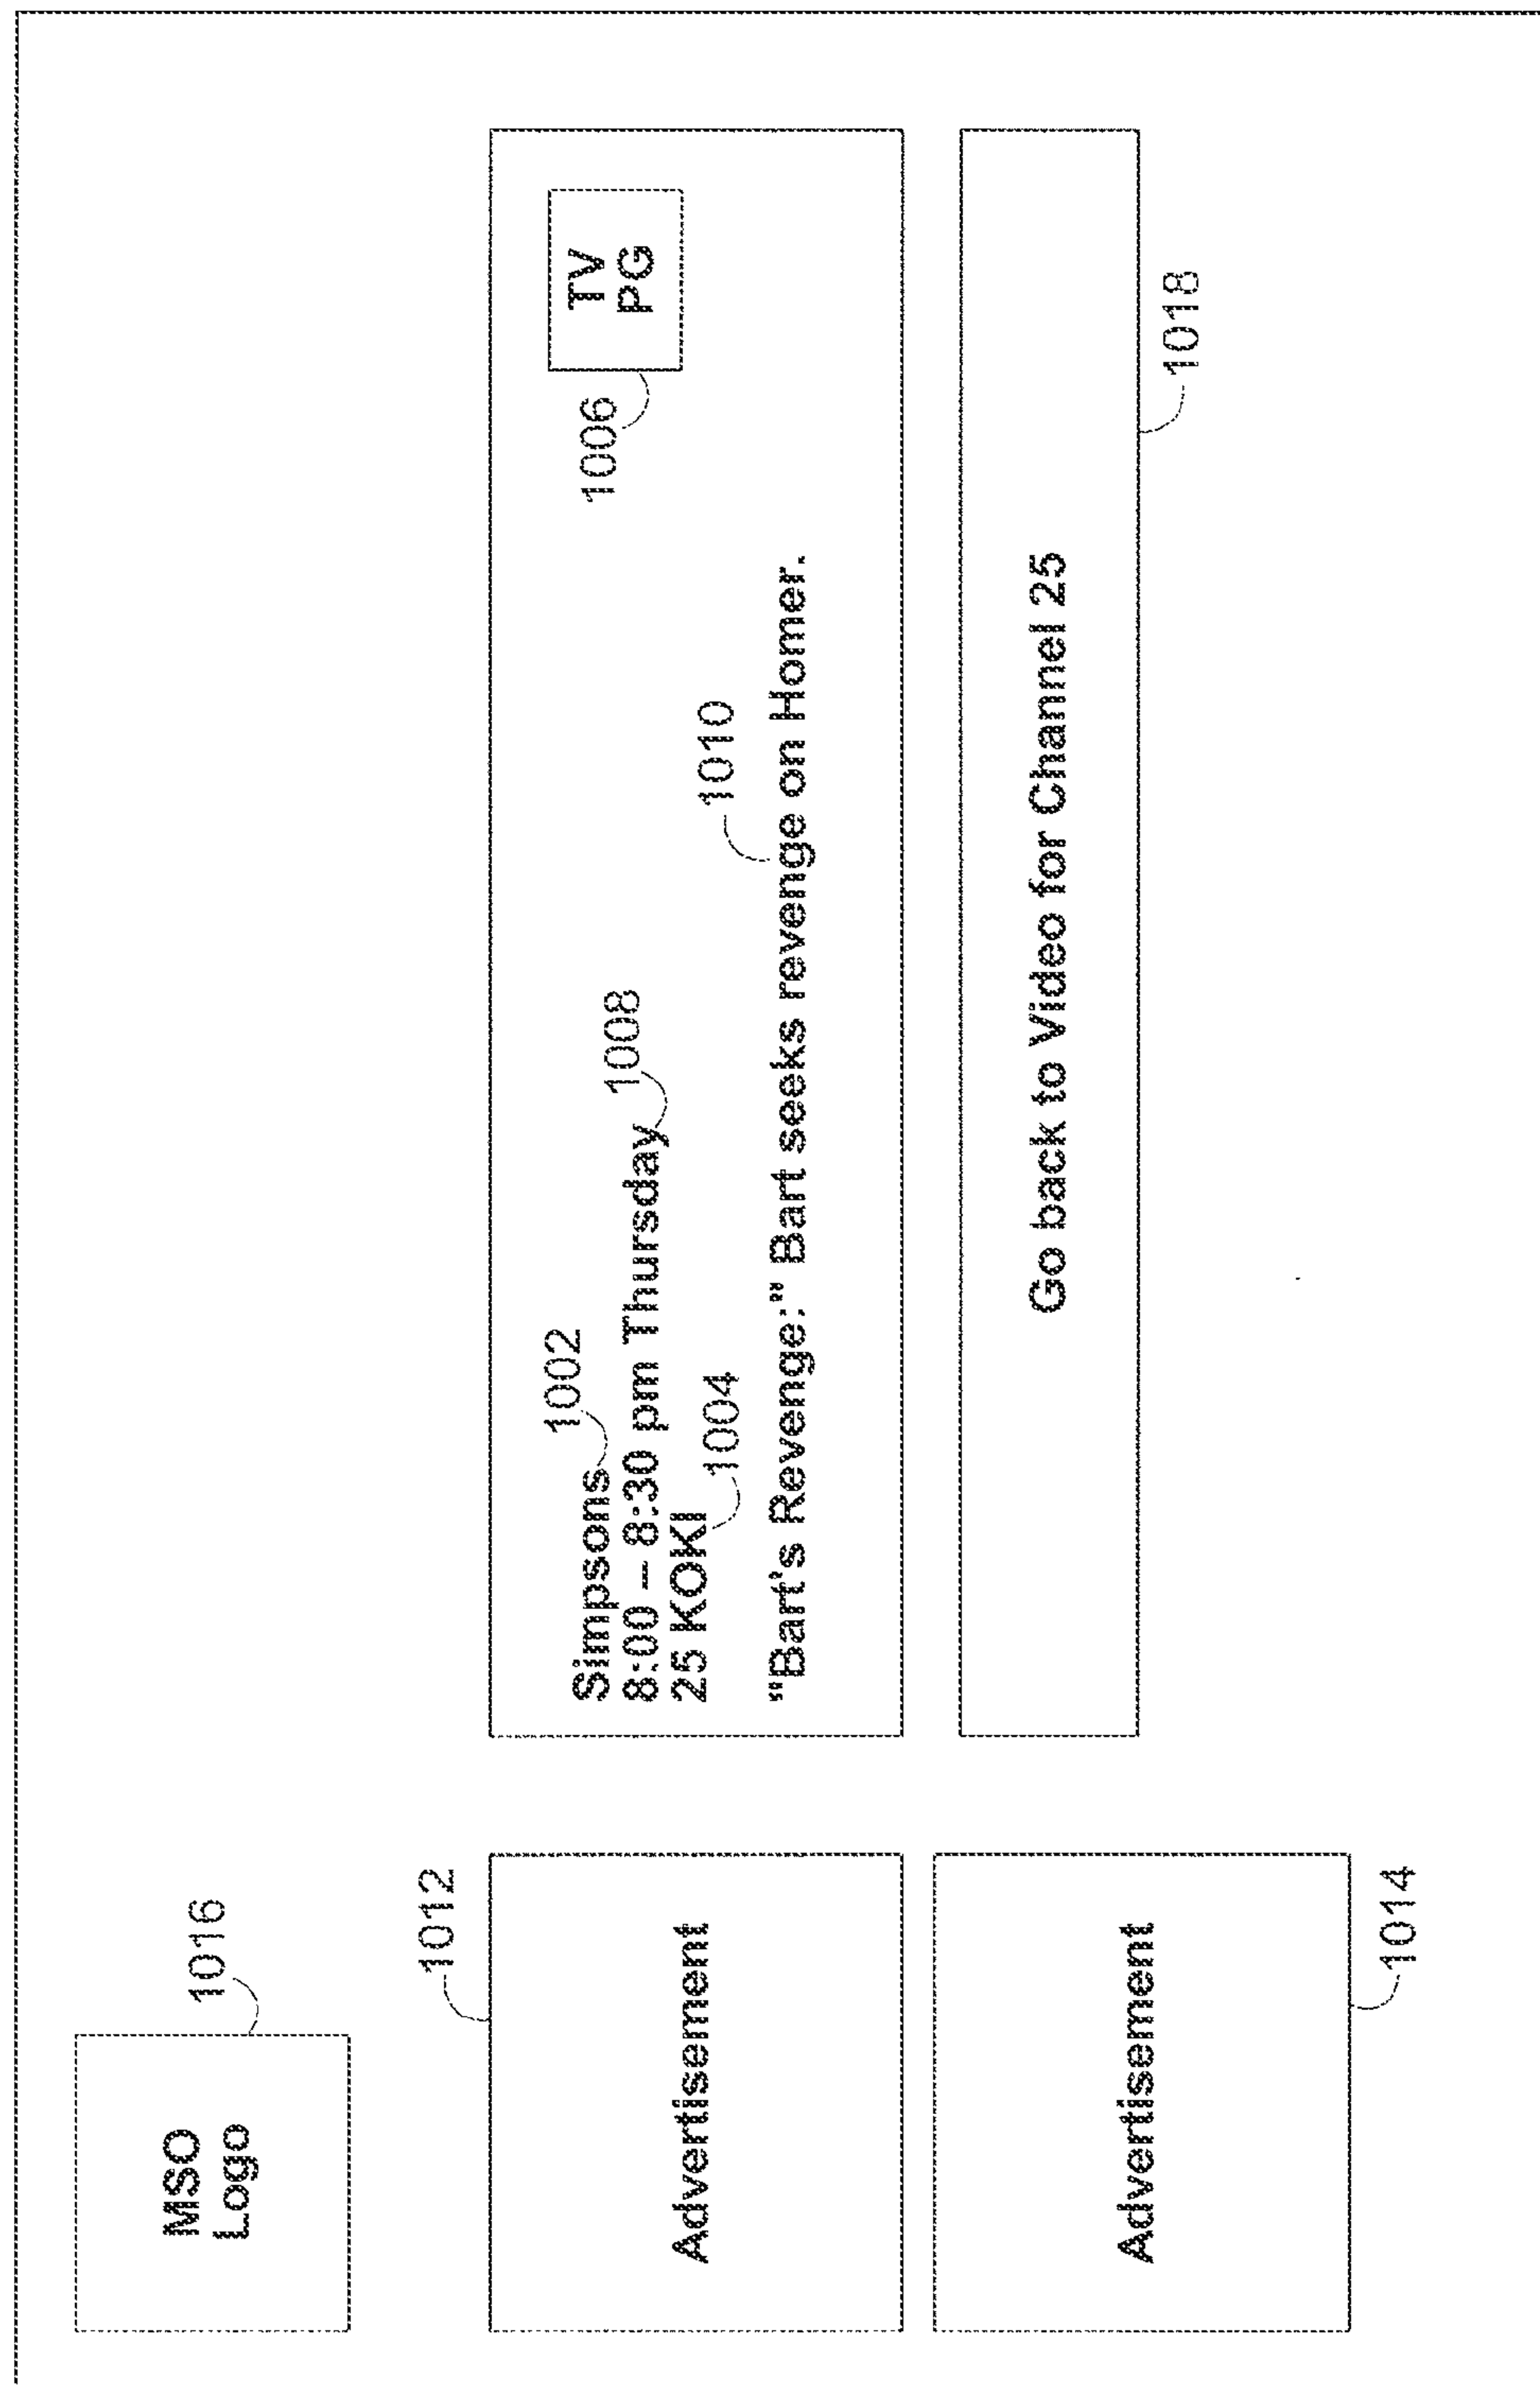 MSO
Logo
1016
1012
Advertisement
Advertisement
1014
Simpsons
1002
8:00 – 8:30 pm Thursday
1008
25 KOKI
1004
1006
TV
PG
1010
"Bart's Revenge:" Bart seeks revenge on Homer.
Go back to Video for Channel 25
1018